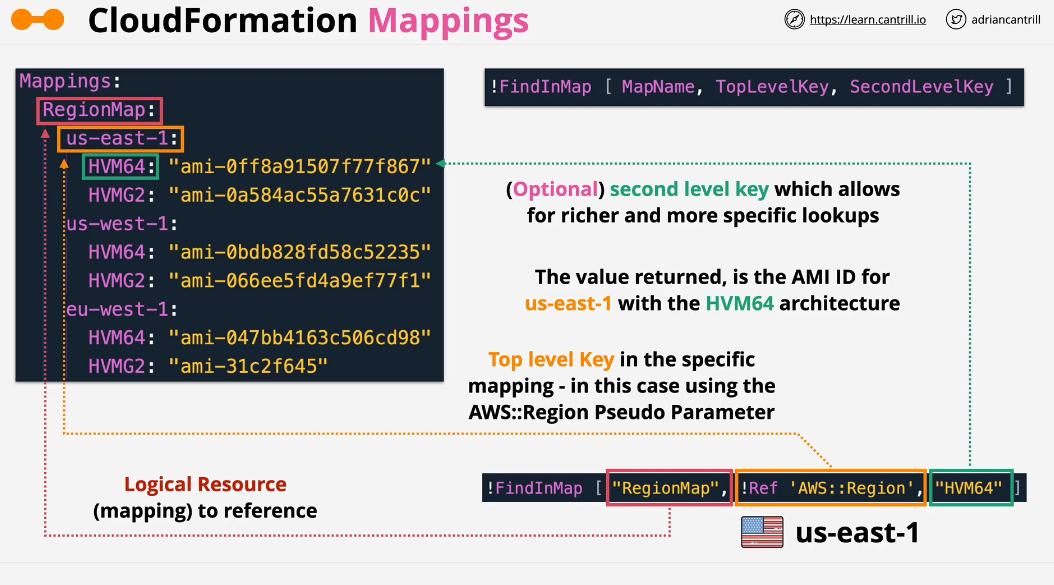 CloudFormation Mappings
https://learn.cantrill.io
adriancantrill
Mappings:
RegionMap:
us-east-1:
HVM64: "ami-0ff8a91507f77f867"
HVMG2: "ami-0a584ac55a7631c0c"
us-west-1:
HVM64: "ami-0bdb828fd58c52235"
HVMG2: "ami-066ee5fd4a9ef77f1"
eu-west-1:
HVM64: "ami-047bb4163c506cd98"
HVMG2: "ami-31c2f645"
!FindInMap [ MapName, TopLevelKey, SecondLevelKey ]
(Optional) second level key which allows
for richer and more specific lookups
The value returned, is the AMI ID for
us-east-1 with the HVM64 architecture
Top level Key in the specific
mapping - in this case using the
AWS::Region Pseudo Parameter
Logical Resource
(mapping) to reference
!FindInMap [ "RegionMap", !Ref 'AWS::Region', "HVM64" ]
us-east-1